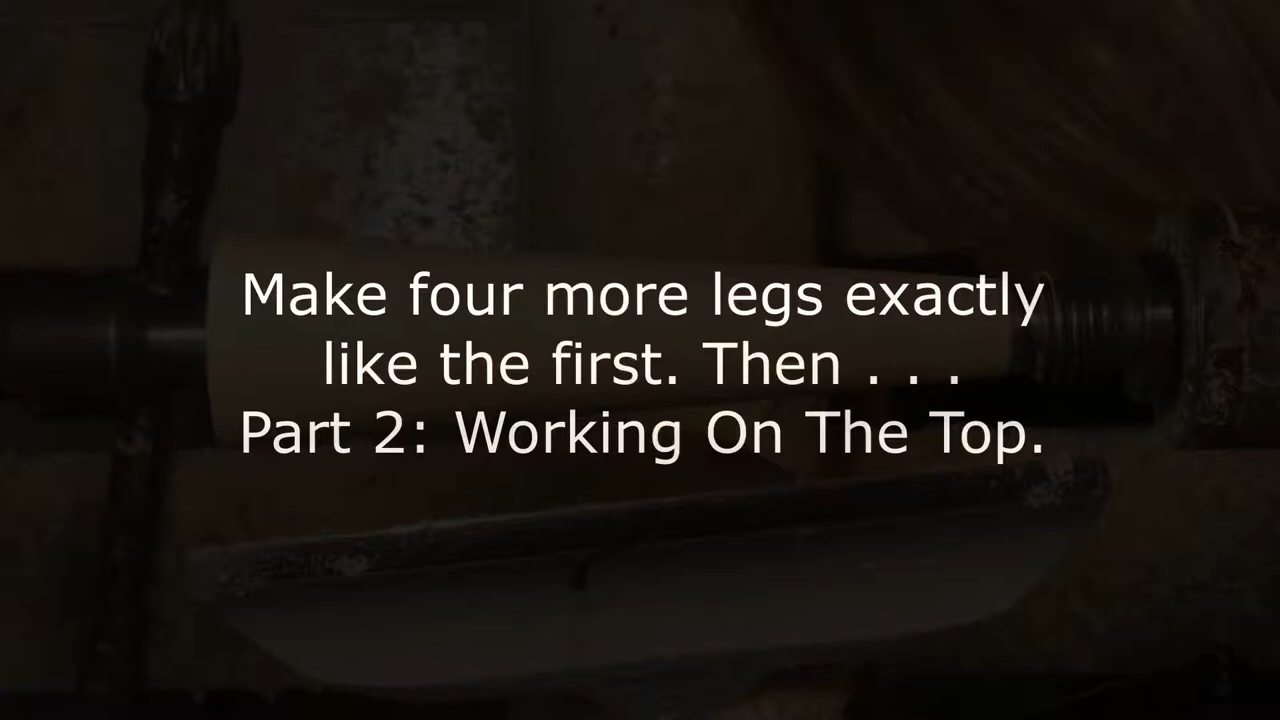 Make four more legs exactly
like the first. Then . . .
Part 2: Working On The Top.